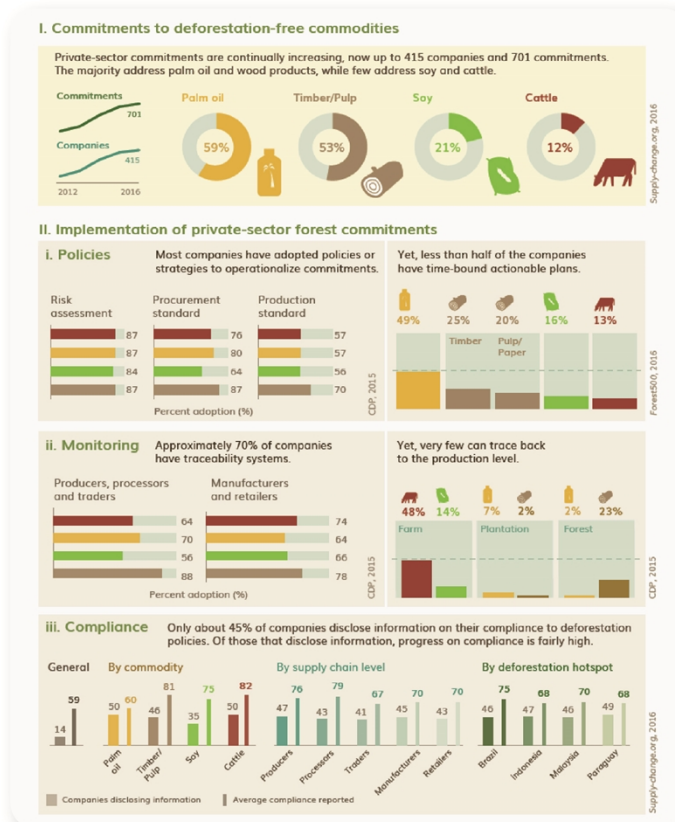 I. Commitments to deforestation-free commodities
Private-sector commitments are continually increasing, now up to 415 companies and 701 commitments.
The majority address palm oil and wood products, while few address soy and cattle.
Commitments
701
Companies
415
2012 2016
Palm oil
59%
Timber/Pulp
53%
Soy
21%
Cattle
12%
Supply-change.org, 2016
II. Implementation of private-sector forest commitments
i. Policies
Most companies have adopted policies or
strategies to operationalize commitments.
Risk
assessment
87
87
84
87
Procurement
standard
76
80
64
87
Production
standard
57
57
56
70
Percent adoption (%)
CDP, 2015
Yet, less than half of the companies
have time-bound actionable plans.
49% 25% 20% 16% 13%
Timber Pulp/
Paper
Forest500, 2016
ii. Monitoring
Approximately 70% of companies
have traceability systems.
Producers, processors
and traders
64
70
56
88
Manufacturers
and retailers
74
64
66
78
Percent adoption (%)
CDP, 2015
Yet, very few can trace back
to the production level.
48% 14% 7% 2% 2% 23%
Farm Plantation Forest
CDP, 2015
iii. Compliance
Only about 45% of companies disclose information on their compliance to deforestation
policies. Of those that disclose information, progress on compliance is fairly high.
General
14 59
By commodity
50 60 46 81 35 75 50 82
Palm
oil
Timber/
Pulp
Soy
Cattle
By supply chain level
47 76 43 79 41 67 45 70 43 70
Producers
Processors
Traders
Manufacturers
Retailers
By deforestation hotspot
46 75 47 68 46 70 49 68
Brazil
Indonesia
Malaysia
Paraguay
Companies disclosing information
Average compliance reported
Supply-change.org, 2016